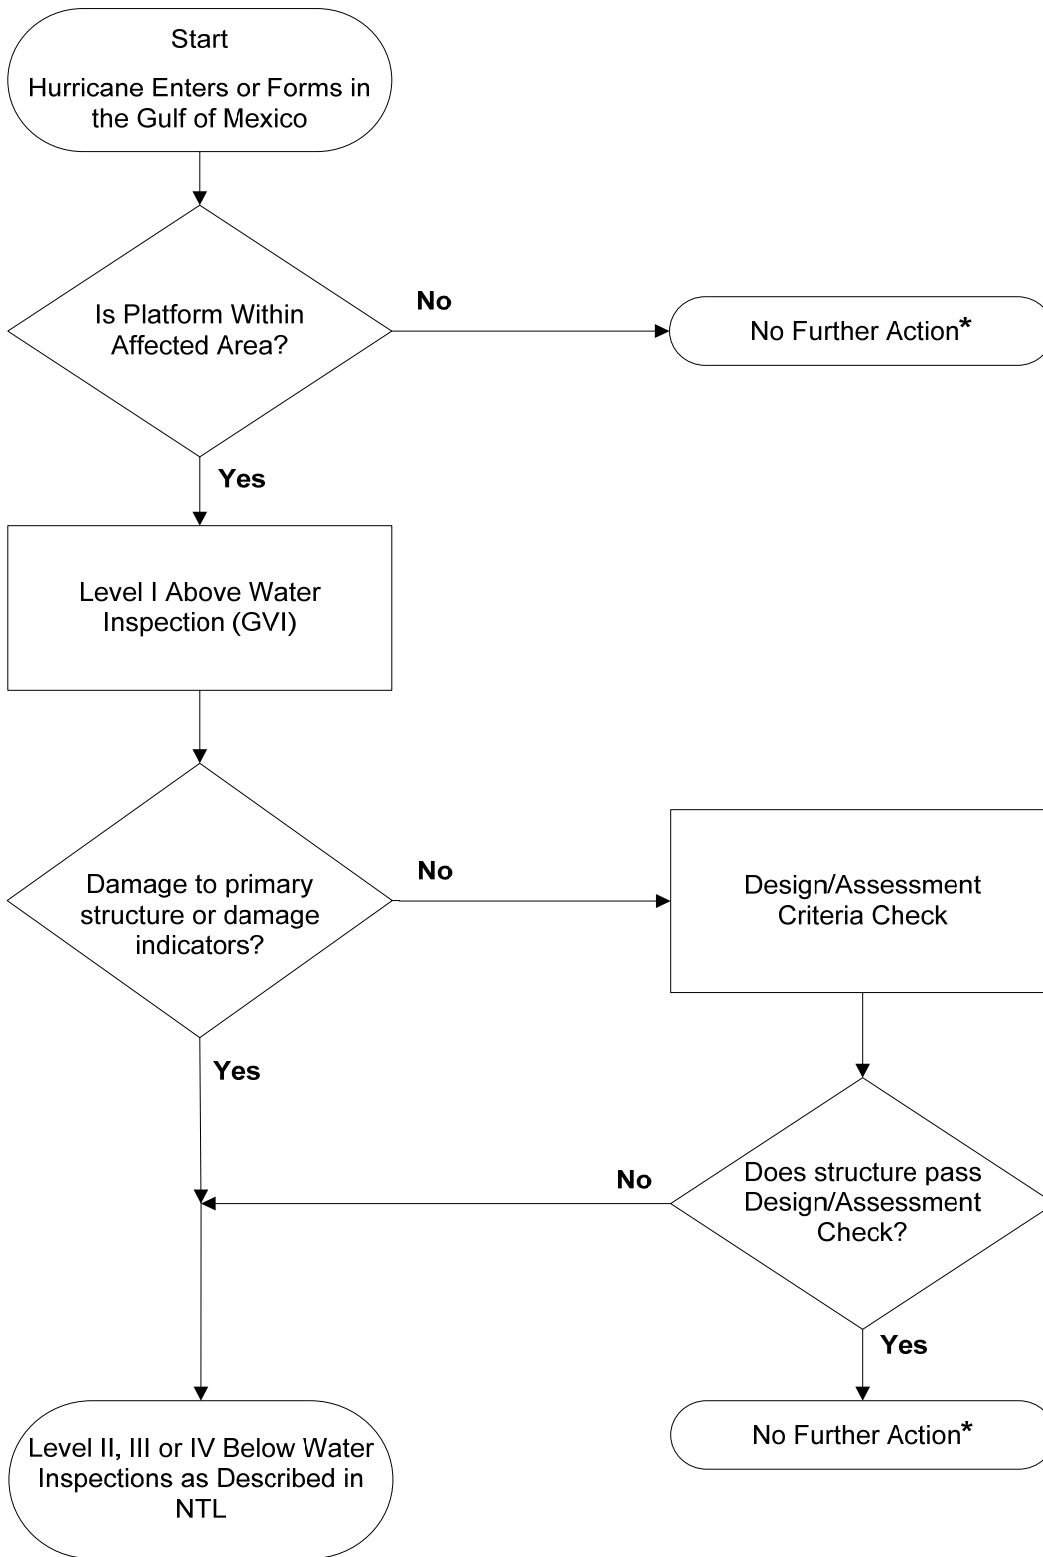 Start
Hurricane Enters or Forms in
the Gulf of Mexico
Is Platform Within
Affected Area?
No
No Further Action*
Yes
Level I Above Water
Inspection (GVI)
Damage to primary
structure or damage
indicators?
No
Design/Assessment
Criteria Check
Yes
No
Does structure pass
Design/Assessment
Check?
Yes
No Further Action*
Level II, III or IV Below Water
Inspections as Described in
NTL